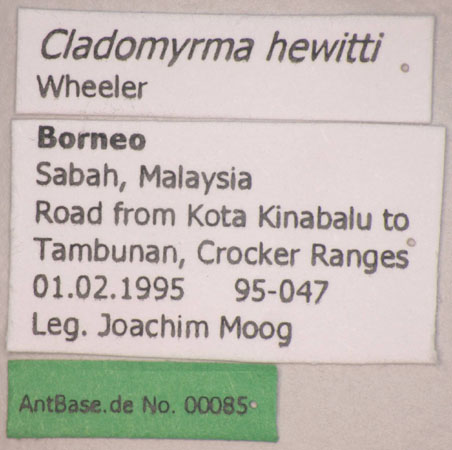 Cladomyrma hewitti
Wheeler
Borneo
Sabah, Malaysia
Road from Kota Kinabalu to
Tambunan, Crocker Ranges
01.02.1995 95-047
Leg. Joachim Moog
AntBase.de No. 00085